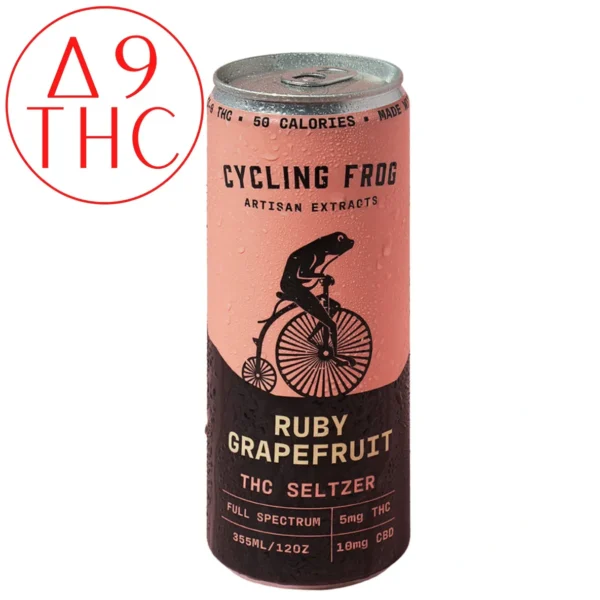 Δ9
THC
THC • 50 CALORIES • MADE
CYCLING FROG
ARTISAN EXTRACTS
RUBY
GRAPEFRUIT
THC SELTZER
FULL SPECTRUM
5mg THC
355ML/12OZ
10mg CBD